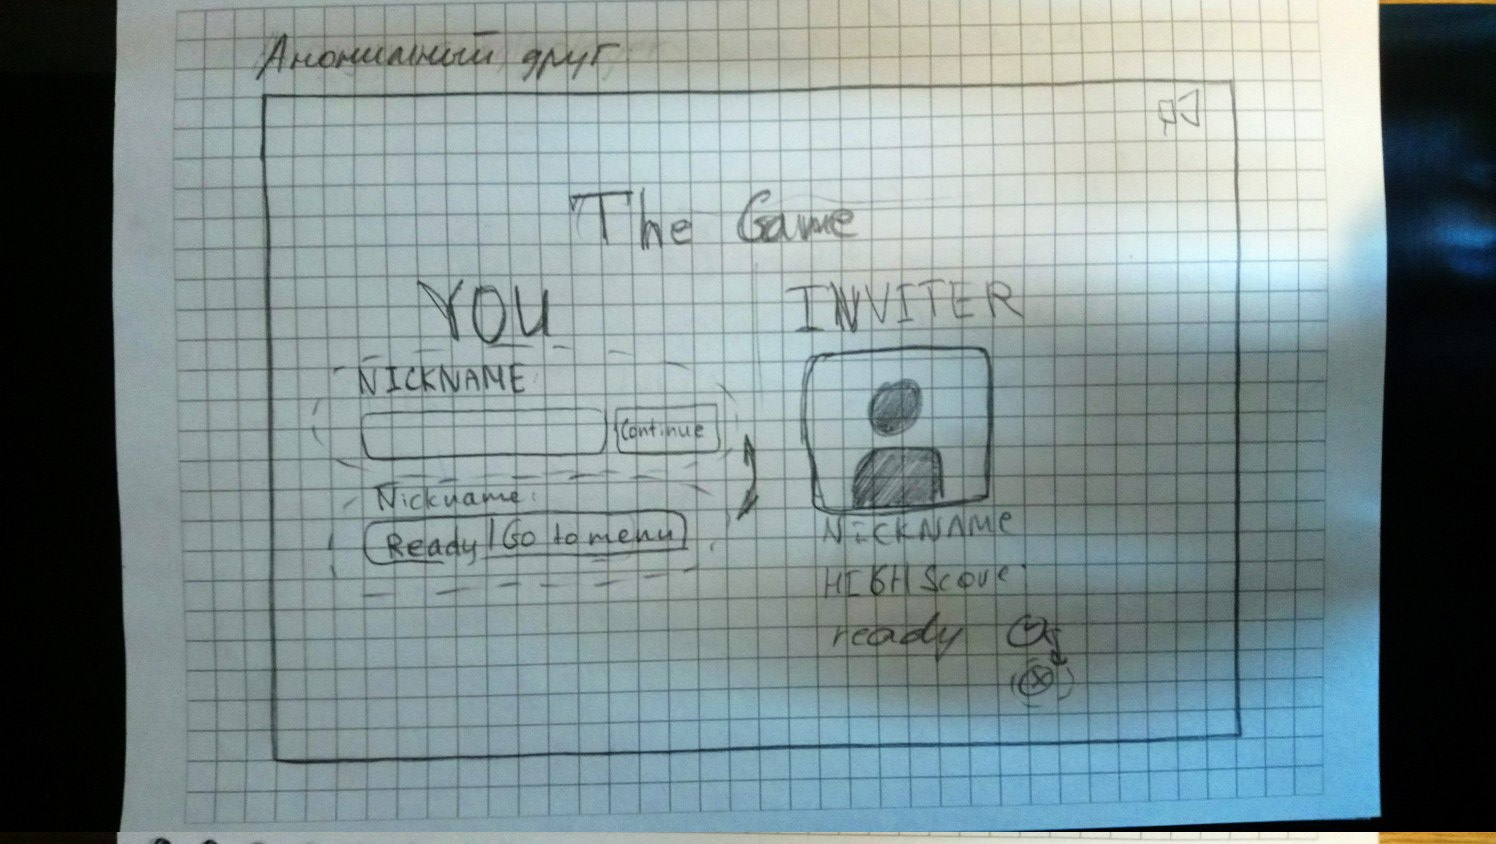 Анонимный друг
The Game
YOU
INVITER
NICKNAME
Continue
Nickname:
Ready / Go to menu
NICKNAME
HIGH Score
ready